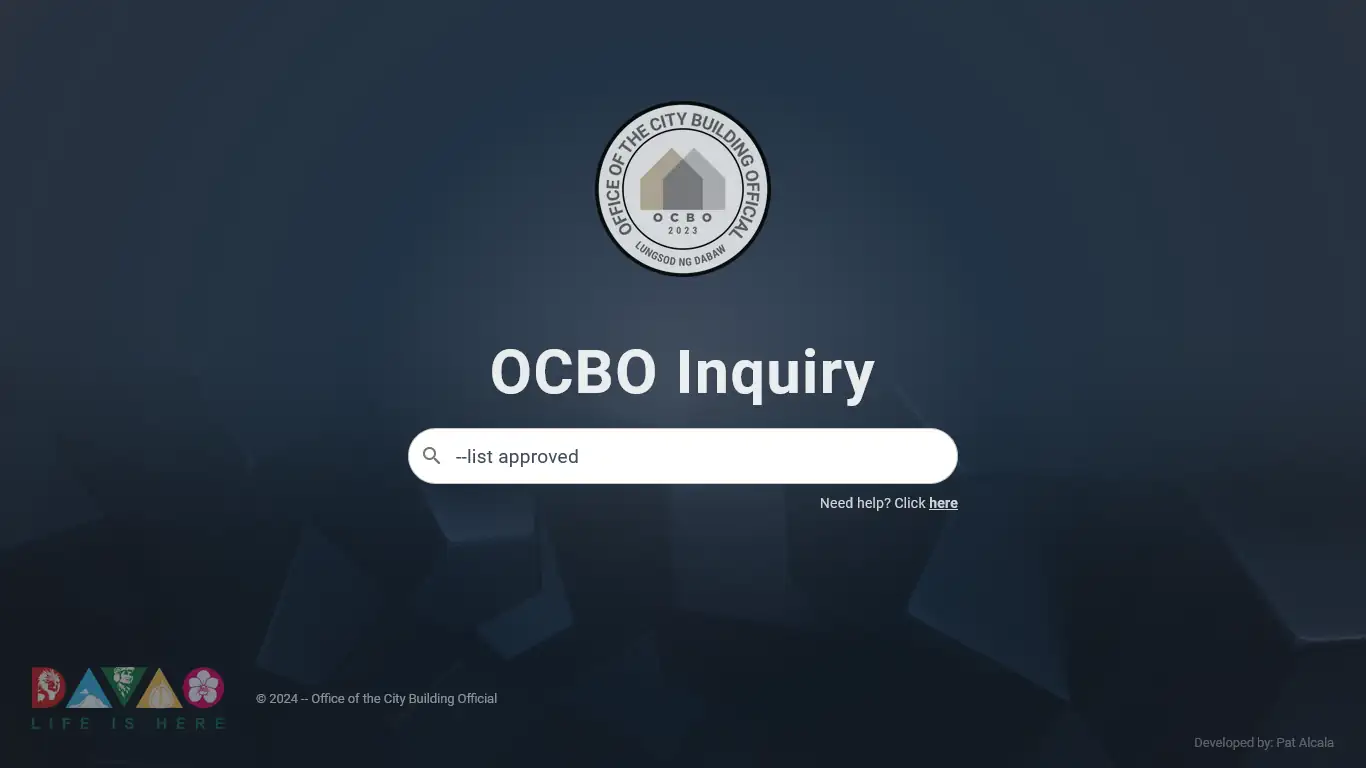 OFFICE OF THE CITY BUILDING OFFICIAL
OCBO
2023
LUNGSOD NG DABAW
OCBO Inquiry
--list approved
Need help? Click here
DAVAO
LIFE IS HERE
© 2024 -- Office of the City Building Official
Developed by: Pat Alcala